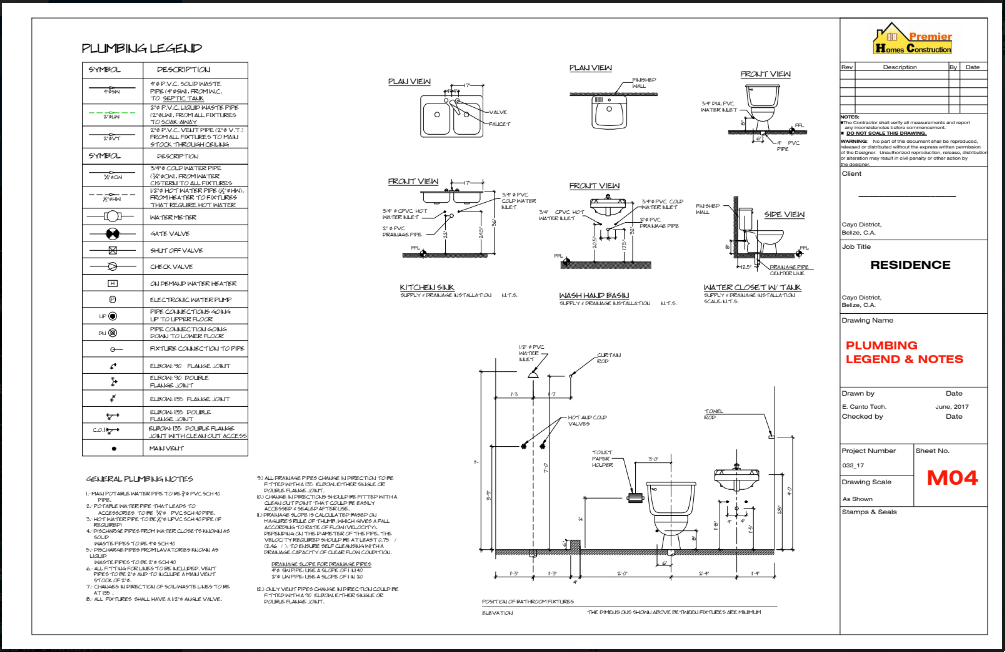 PLUMBING LEGEND
SYMBOL DESCRIPTION
4"Ø P.V.C. SOLID WASTE
PIPE (4"ØSW), FROM W.C.
TO SEPTIC TANK
2"Ø P.V.C. LIQUID WASTE PIPE
(2"ØLW), FROM ALL FIXTURES
TO SOAK AWAY
2"Ø P.V.C. VENT PIPE (2"Ø V.T.)
FROM ALL FIXTURES TO MAIN
STOCK THROUGH CEILING
SYMBOL DESCRIPTION
3/4"Ø COLD WATER PIPE
FROM WATER
CISTERN TO ALL FIXTURES
1/2"Ø HOT WATER PIPE
FROM HEATER TO FIXTURES
THAT REQUIRE HOT WATER
WATER METER
GATE VALVE
SHUT OFF VALVE
CHECK VALVE
H ON DEMAND WATER HEATER
P ELECTRONIC WATER PUMP
UP PIPE CONNECTIONS GOING
UP TO UPPER FLOOR
DN PIPE CONNECTION GOING
DOWN TO LOWER FLOOR
FIXTURE CONNECTION TO PIPE
ELBOW: 90 FLANGE JOINT
ELBOW: 90 DOUBLE
FLANGE JOINT
ELBOW: 135 FLANGE JOINT
ELBOW: 135 DOUBLE
FLANGE JOINT
C.O. ELBOW: 135 DOUBLE FLANGE
JOINT WITH CLEAN OUT ACCESS
MAIN VENT
GENERAL PLUMBING NOTES
1.: MAIN POTABLE WATER PIPE TO BE PVC SCH 40
PIPE.
2.: POTABLE WATER PIPE THAT LEADS TO
ACCESSORIES TO BE PVC SCH 40 PIPE.
3.: HOT WATER PIPE TO BE PVC SCH 40 PIPE (IF
REQUIRED)
4.: DISCHARGE PIPES FROM WATER CLOSETS KNOWN AS
SOLID
WASTE PIPES TO BE 4"Ø SCH 40
5.: DISCHARGE PIPES FROM LAVATORIES KNOWN AS
LIQUID
WASTE PIPES TO BE 2"Ø SCH 40
6.: ALL FITTING FOR LINES TO BE INCLUDED. VENT
PIPES TO BE 2"Ø AND TO INCLUDE A MAIN VENT
STOCK OF 2"Ø.
7.: CHANGES IN DIRECTION OF SOIL/WASTE LINES TO BE
AT 135
8.: ALL FIXTURES SHALL HAVE A 1/2"Ø ANGLE VALVE.
9.) ALL DRAINAGE PIPES CHANGE IN DIRECTION TO BE
FITTED WITH A 135 ELBOW, EITHER SINGLE OR
DOUBLE FLANGE JOINT.
10.) CHANGE IN DIRECTIONS SHOULD BE FITTED WITH A
CLEAN OUT POINT THAT COULD BE EASILY
ACCESSED & SEALED AFTER USE.
11.) DRAINAGE SLOPE IS CALCULATED BASED ON
MAGUIRE'S RULE OF THUMB, WHICH GIVES A FALL
ACCORDING TO RATE OF FLOW (VELOCITY),
DEPENDING ON THE DIAMETER OF THE PIPE. THE
VELOCITY REQUIRED SHOULD BE AT LEAST
TO ENSURE SELF CLEANSING WITH A
DRAINAGE CAPACITY OF CLEAR FLOW CONDITION.
DRAINAGE SLOPE FOR DRAINAGE PIPES
4"Ø SW PIPE: USE A SLOPE OF 1 IN 40
2"Ø LW PIPE: USE A SLOPE OF 1 IN 20
12.) ONLY VENT PIPES CHANGE IN DIRECTION COULD BE
FITTED WITH A 90 ELBOW, EITHER SINGLE OR
DOUBLE FLANGE JOINT.
PLAN VIEW
VALVE
FAUCET
FRONT VIEW
3/4" Ø CPVC HOT
WATER INLET
2" Ø PVC
DRAINAGE PIPE
3/4" Ø PVC
COLD WATER
INLET
FFL
KITCHEN SINK
SUPPLY & DRAINAGE INSTALLATION N.T.S.
PLAN VIEW
FINISHED
WALL
FRONT VIEW
3/4" CPVC HOT
WATER INLET
3/4"Ø PVC COLD
WATER INLET
2"Ø PVC
DRAINAGE PIPE
FFL
WASH HAND BASIN
SUPPLY & DRAINAGE INSTALLATION N.T.S.
FRONT VIEW
3/4" DIA. PVC
WATER INLET
FFL
4" PVC
PIPE
FINISHED
WALL
SIDE VIEW
FFL
12.5"
DRAINAGE PIPE
CENTER LINE
WATER CLOSET W/ TANK
SUPPLY & DRAINAGE INSTALLATION
SCALE: N.T.S.
1/2" Ø PVC
WATER
INLET
CURTAIN
ROD
HOT AND COLD
VALVES
TOILET
PAPER
HOLDER
TOWEL
ROD
3'-0"
1'-3" 1'-7"
1'-3" 1'-3" 2'-0" 2'-4" 1'-4"
POSITION OF BATHROOM FIXTURES
ELEVATION THE DIMENSIONS SHOWN ABOVE BETWEEN FIXTURES ARE MINIMUM
Premier
Homes Construction
Rev Description By Date
NOTES:
The Contractor shall verify all measurements and report
any inconsistences before commencement.
DO NOT SCALE THIS DRAWING.
WARNING: No part of this document shall be reproduced,
released or distributed without the express written permission
of the Designer. Unauthorized reproduction, release, distribution
or alteration may result in civil penalty or other action by
the designer.
Client
Cayo District,
Belize, C.A.
Job Title
RESIDENCE
Cayo District,
Belize, C.A.
Drawing Name
PLUMBING
LEGEND & NOTES
Drawn by Date
E. Canto Tech. June, 2017
Checked by Date
Project Number Sheet No.
033_17
M04
Drawing Scale
As Shown
Stamps & Seals